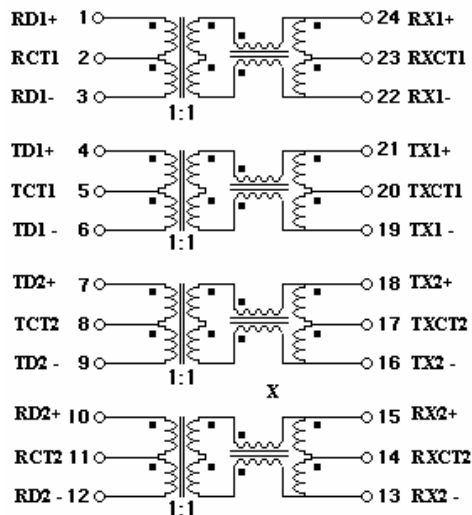 RD1+ 1 24 RX1+
RCT1 2 23 RXCT1
RD1- 3 22 RX1-
1:1
TD1+ 4 21 TX1+
TCT1 5 20 TXCT1
TD1 - 6 19 TX1 -
1:1
TD2+ 7 18 TX2+
TCT2 8 17 TXCT2
TD2 - 9 16 TX2 -
1:1
X
RD2+ 10 15 RX2+
RCT2 11 14 RXCT2
RD2 - 12 13 RX2 -
1:1